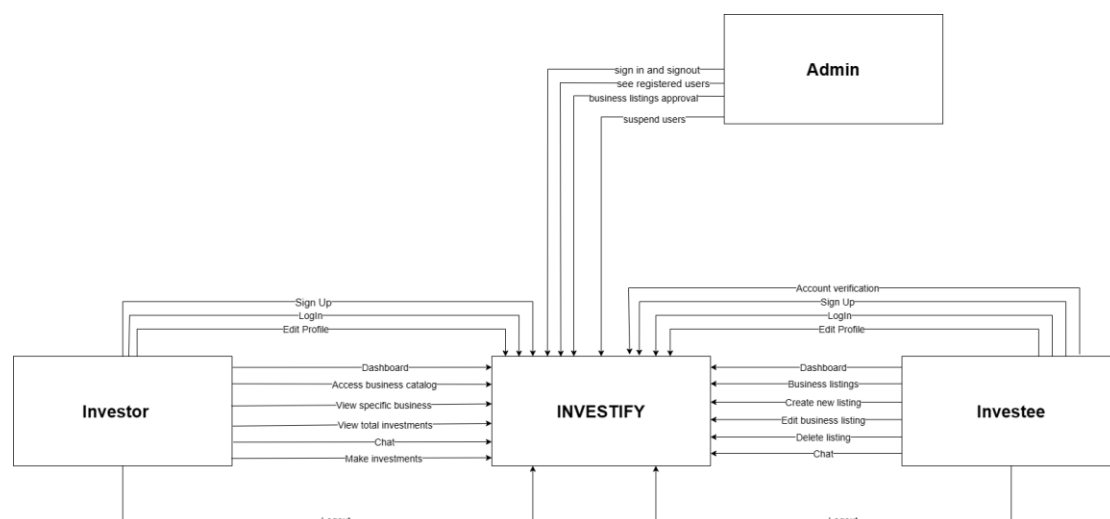 Admin
sign in and signout
see registered users
business listings approval
suspend users
Account verification
Sign Up
LogIn
Edit Profile
Sign Up
LogIn
Edit Profile
Investor
Dashboard
Access business catalog
View specific business
View total investments
Chat
Make investments
INVESTIFY
Dashboard
Business listings
Create new listing
Edit business listing
Delete listing
Chat
Investee